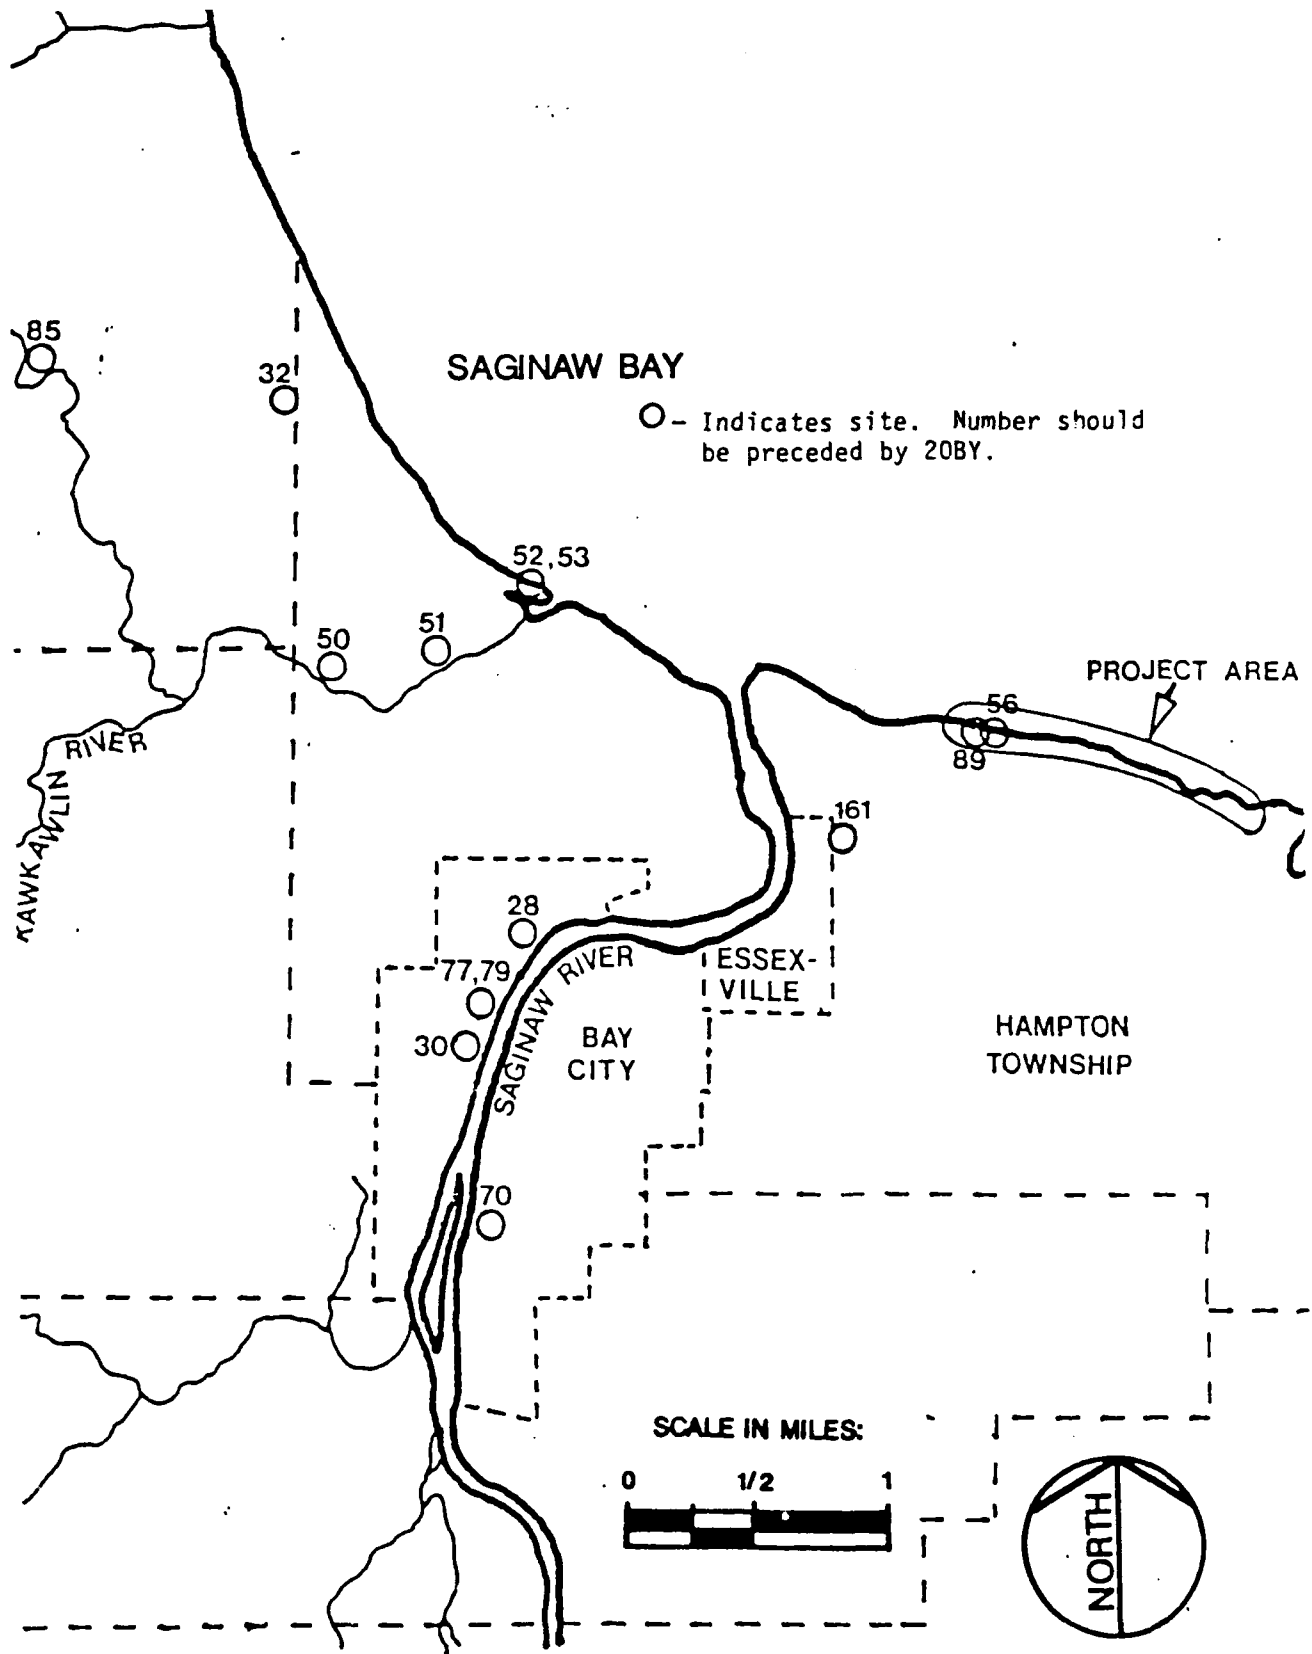 85
32
SAGINAW BAY
O – Indicates site. Number should
be preceded by 20BY.
52,53
51
50
PROJECT AREA
56
89
RIVER
KAWKAWLIN
161
28
77,79
30
SAGINAW RIVER
ESSEX-
VILLE
BAY
CITY
HAMPTON
TOWNSHIP
70
SCALE IN MILES:
0 1/2 1
NORTH